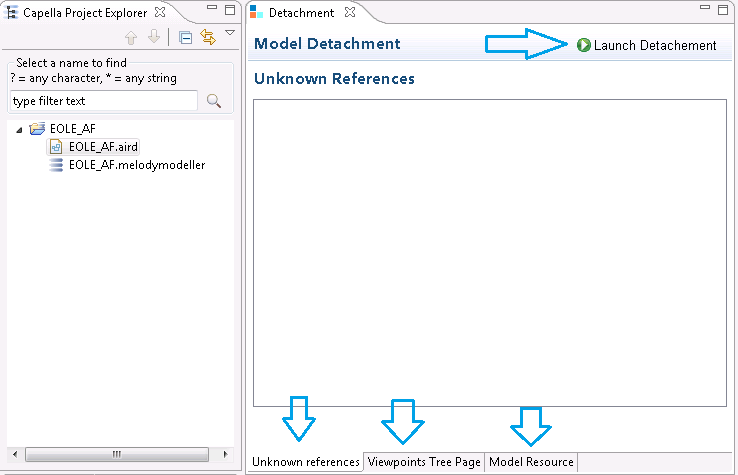 Capella Project Explorer
Select a name to find
? = any character, * = any string
type filter text
EOLE_AF
EOLE_AF.aird
EOLE_AF.melodymodeller
Detachment
Model Detachment
Launch Detachement
Unknown References
Unknown references
Viewpoints Tree Page
Model Resource